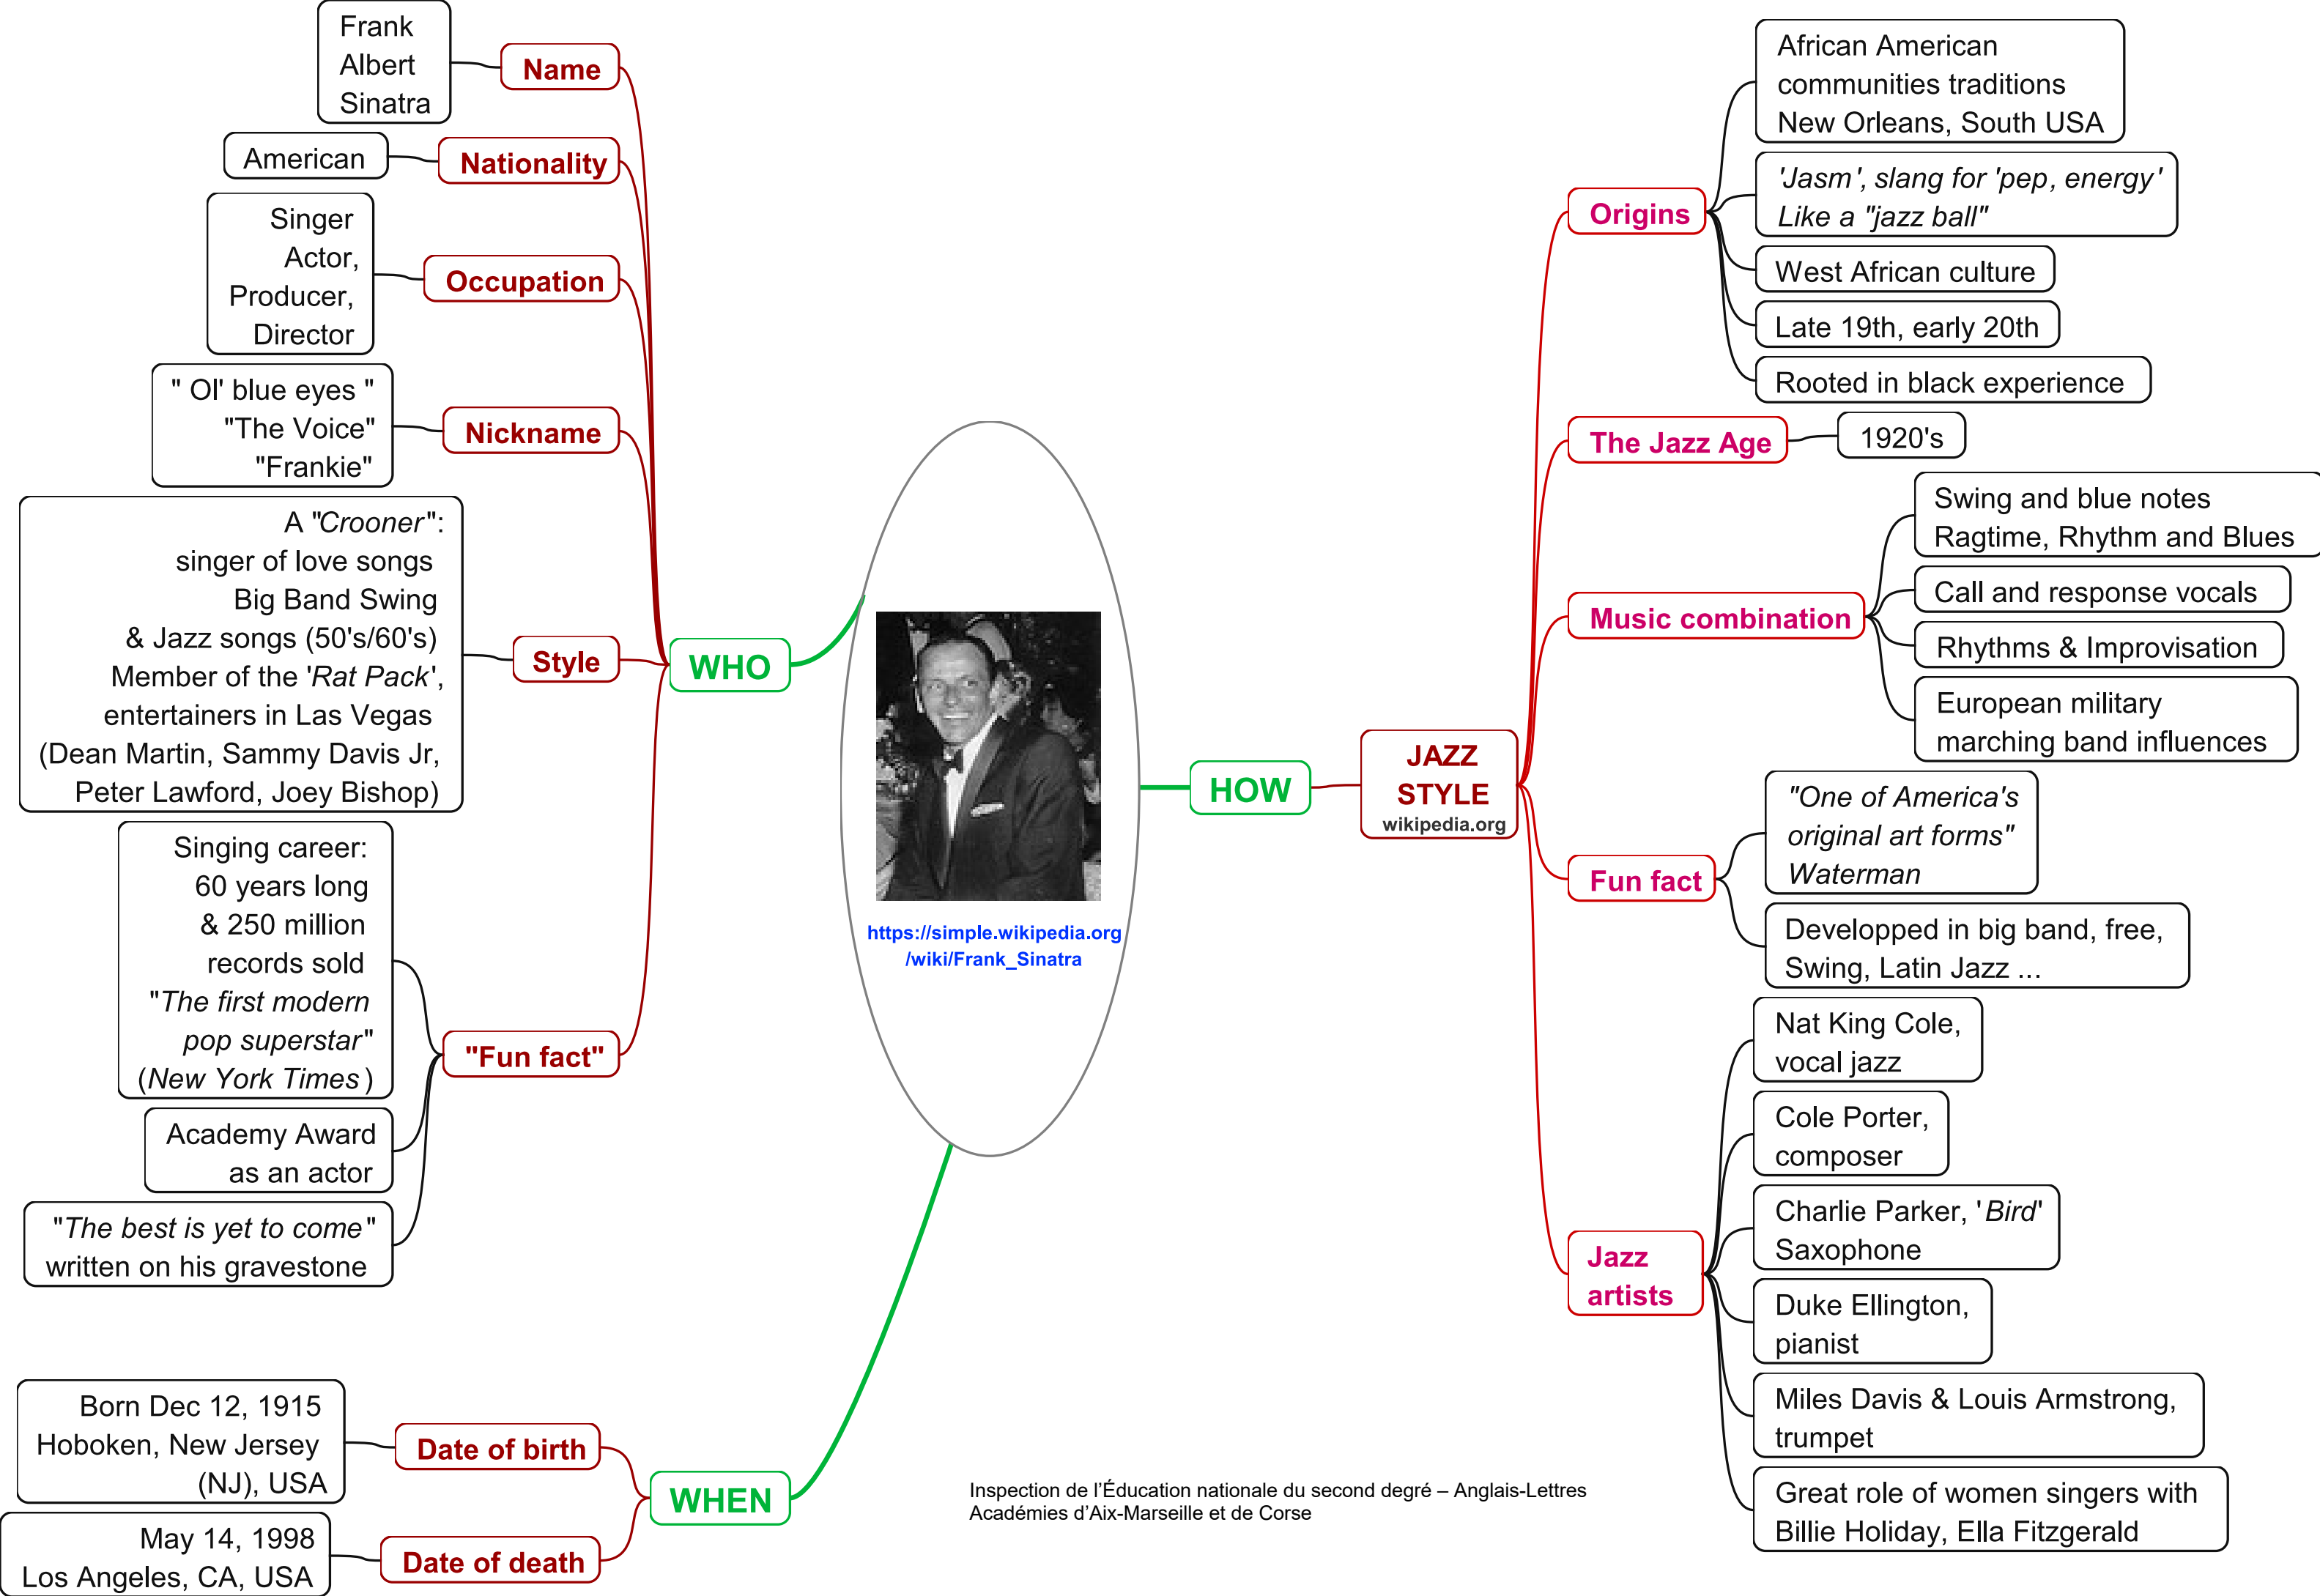 Frank
Albert
Sinatra
Name
American
Nationality
Singer
Actor,
Producer,
Director
Occupation
" Ol' blue eyes "
"The Voice"
"Frankie"
Nickname
A "Crooner":
singer of love songs
Big Band Swing
& Jazz songs (50's/60's)
Member of the 'Rat Pack',
entertainers in Las Vegas
(Dean Martin, Sammy Davis Jr,
Peter Lawford, Joey Bishop)
Style
WHO
Singing career:
60 years long
& 250 million
records sold
"The first modern
pop superstar"
(New York Times)
Academy Award
as an actor
"The best is yet to come"
written on his gravestone
"Fun fact"
Born Dec 12, 1915
Hoboken, New Jersey
(NJ), USA
Date of birth
May 14, 1998
Los Angeles, CA, USA
Date of death
WHEN
https://simple.wikipedia.org
/wiki/Frank_Sinatra
HOW
JAZZ
STYLE
wikipedia.org
Origins
African American
communities traditions
New Orleans, South USA
'Jasm', slang for 'pep, energy'
Like a "jazz ball"
West African culture
Late 19th, early 20th
Rooted in black experience
The Jazz Age
1920's
Music combination
Swing and blue notes
Ragtime, Rhythm and Blues
Call and response vocals
Rhythms & Improvisation
European military
marching band influences
Fun fact
"One of America's
original art forms"
Waterman
Developped in big band, free,
Swing, Latin Jazz ...
Jazz
artists
Nat King Cole,
vocal jazz
Cole Porter,
composer
Charlie Parker, 'Bird'
Saxophone
Duke Ellington,
pianist
Miles Davis & Louis Armstrong,
trumpet
Great role of women singers with
Billie Holiday, Ella Fitzgerald
Inspection de l'Éducation nationale du second degré – Anglais-Lettres
Académies d'Aix-Marseille et de Corse